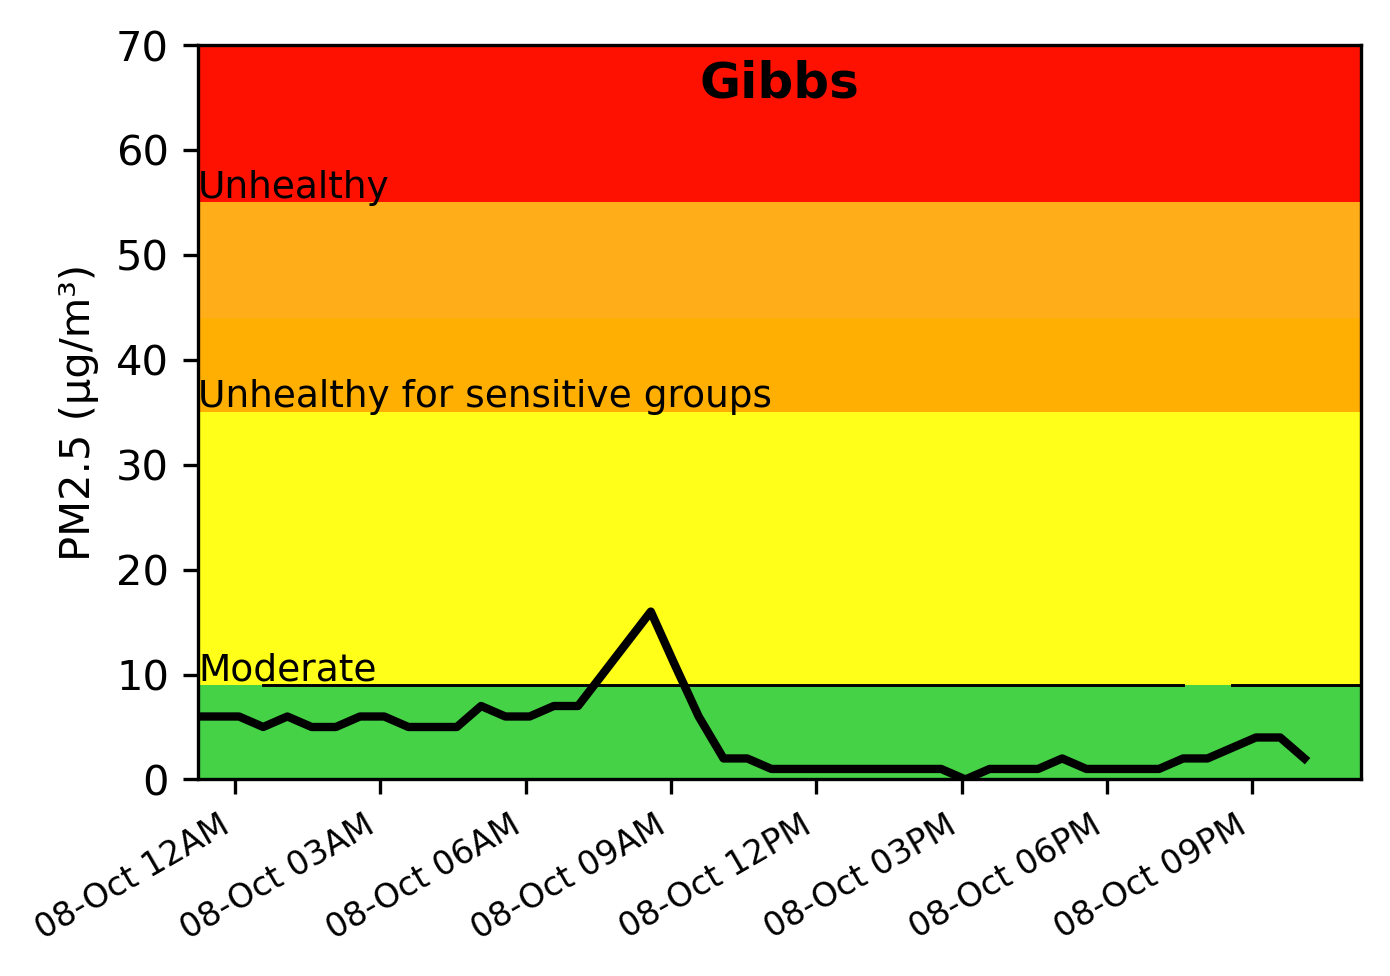 Gibbs
PM2.5 (µg/m³)
70
60
50
40
30
20
10
0
Unhealthy
Unhealthy for sensitive groups
Moderate
08-Oct 12AM
08-Oct 03AM
08-Oct 06AM
08-Oct 09AM
08-Oct 12PM
08-Oct 03PM
08-Oct 06PM
08-Oct 09PM